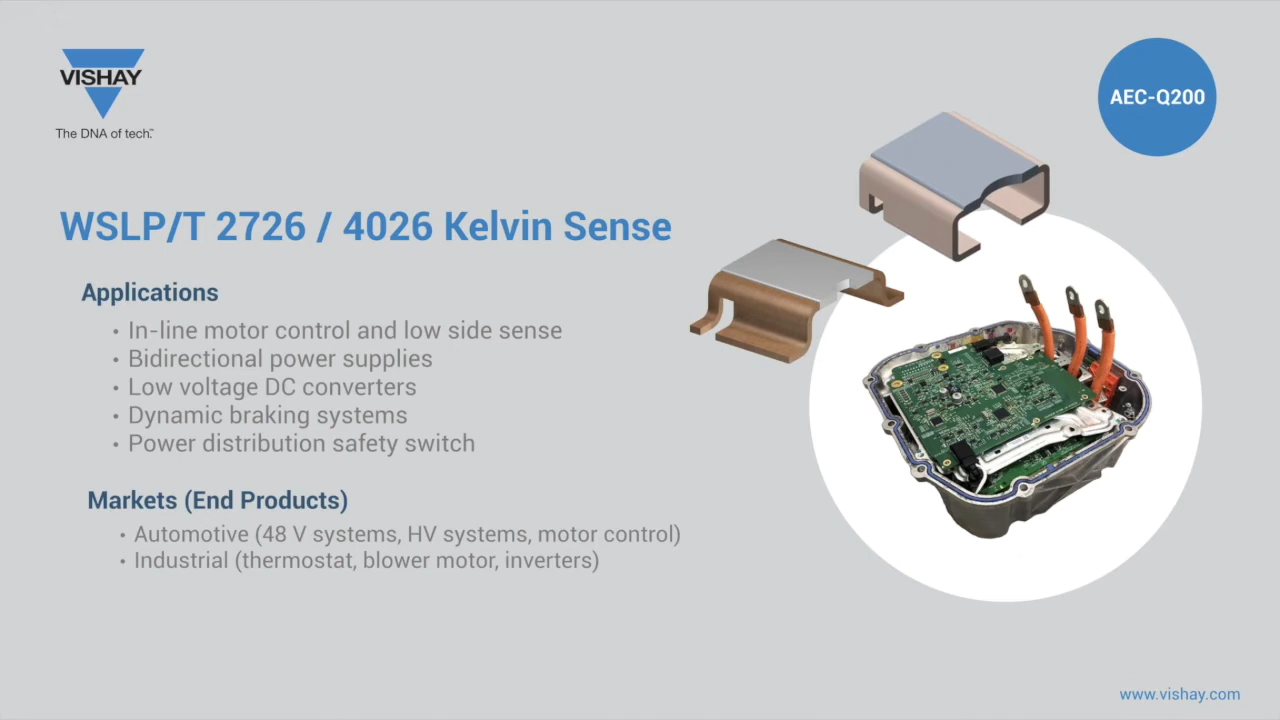 VISHAY
The DNA of tech.™
AEC-Q200
WSLP/T 2726 / 4026 Kelvin Sense
Applications
• In-line motor control and low side sense
• Bidirectional power supplies
• Low voltage DC converters
• Dynamic braking systems
• Power distribution safety switch
Markets (End Products)
• Automotive (48 V systems, HV systems, motor control)
• Industrial (thermostat, blower motor, inverters)
www.vishay.com